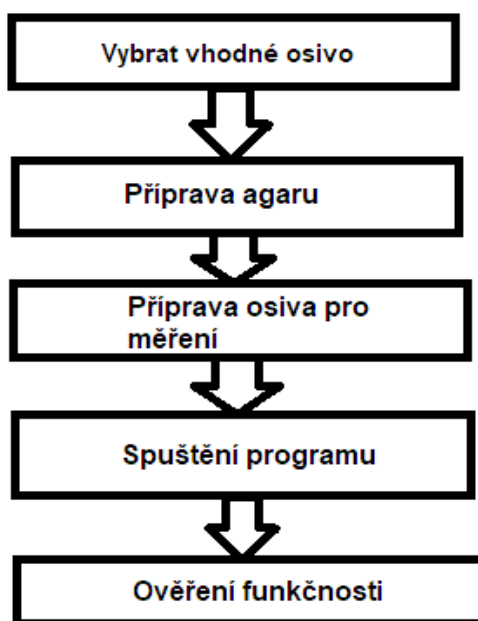 Vybrat vhodné osivo
Příprava agaru
Příprava osiva pro
měření
Spuštění programu
Ověření funkčnosti